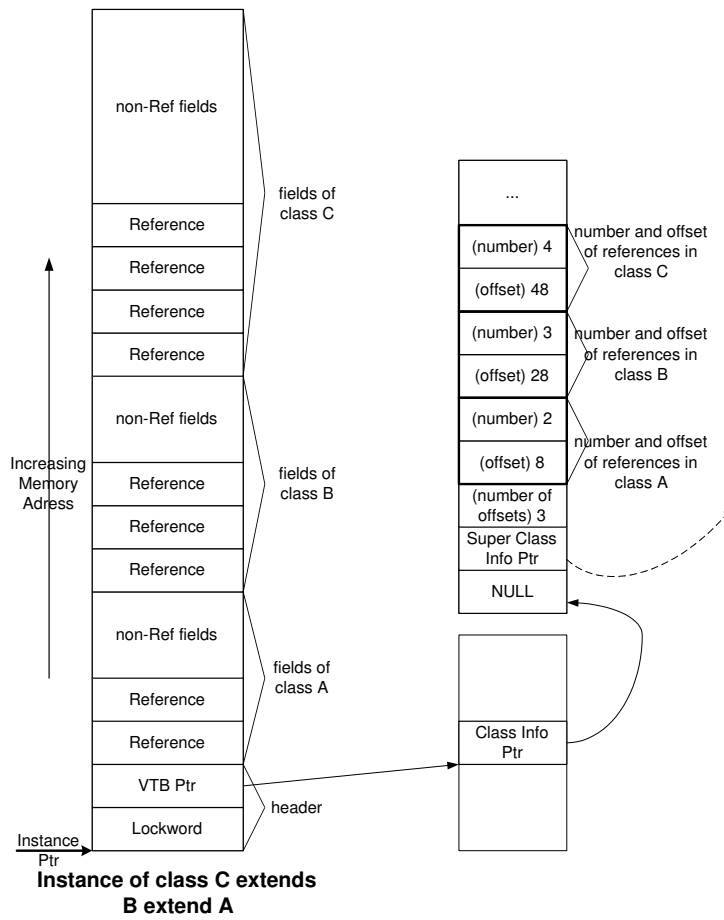 non-Ref fields
Reference
Reference
Reference
Reference
fields of
class C
non-Ref fields
Reference
Reference
Reference
fields of
class B
non-Ref fields
Reference
Reference
fields of
class A
VTB Ptr
Lockword
header
Increasing
Memory
Adress
Instance
Ptr
Instance of class C extends
B extend A
...
(number) 4
(offset) 48
number and offset
of references in
class C
(number) 3
(offset) 28
number and offset
of references in
class B
(number) 2
(offset) 8
number and offset
of references in
class A
(number of
offsets) 3
Super Class
Info Ptr
NULL
Class Info
Ptr